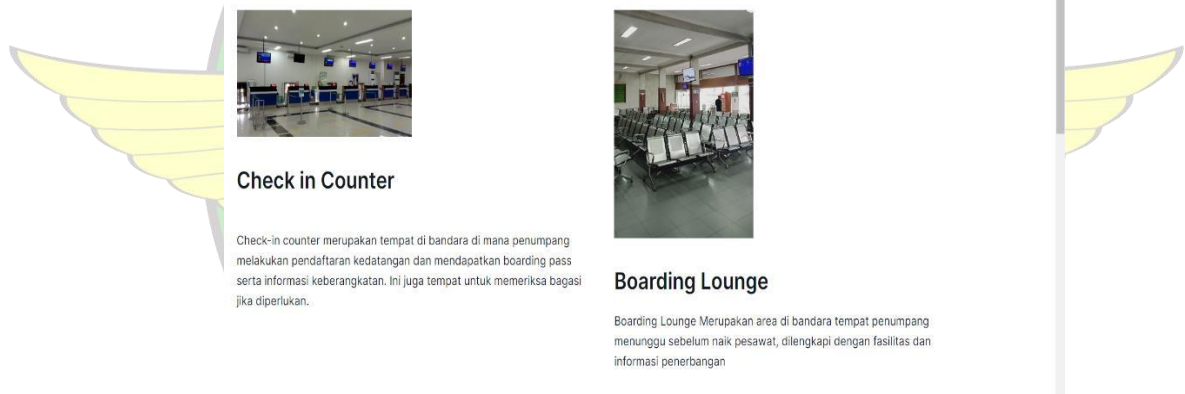 Check in Counter
Check-in counter merupakan tempat di bandara di mana penumpang
melakukan pendaftaran kedatangan dan mendapatkan boarding pass
serta informasi keberangkatan. Ini juga tempat untuk memeriksa bagasi
jika diperlukan.
Boarding Lounge
Boarding Lounge Merupakan area di bandara tempat penumpang
menunggu sebelum naik pesawat, dilengkapi dengan fasilitas dan
informasi penerbangan